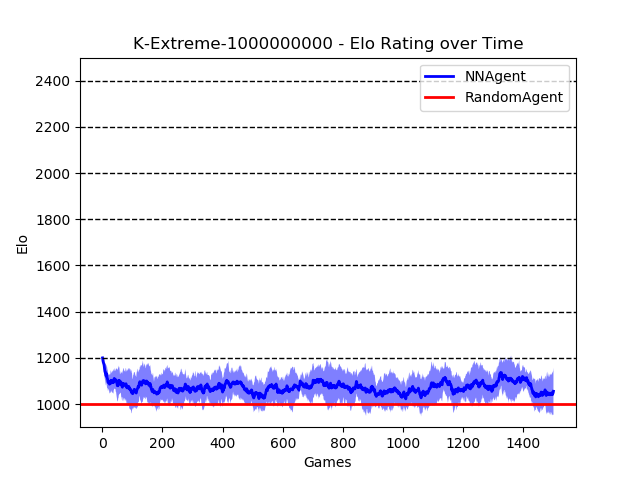 K-Extreme-1000000000 - Elo Rating over Time
NNAgent
RandomAgent
2400
2200
2000
1800
1600
1400
1200
1000
Elo
0 200 400 600 800 1000 1200 1400
Games